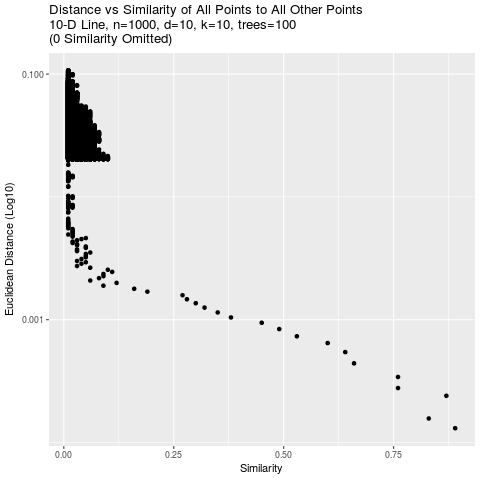 Distance vs Similarity of All Points to All Other Points
10-D Line, n=1000, d=10, k=10, trees=100
(0 Similarity Omitted)
0.100
Euclidean Distance (Log10)
0.001
0.00 0.25 0.50 0.75
Similarity